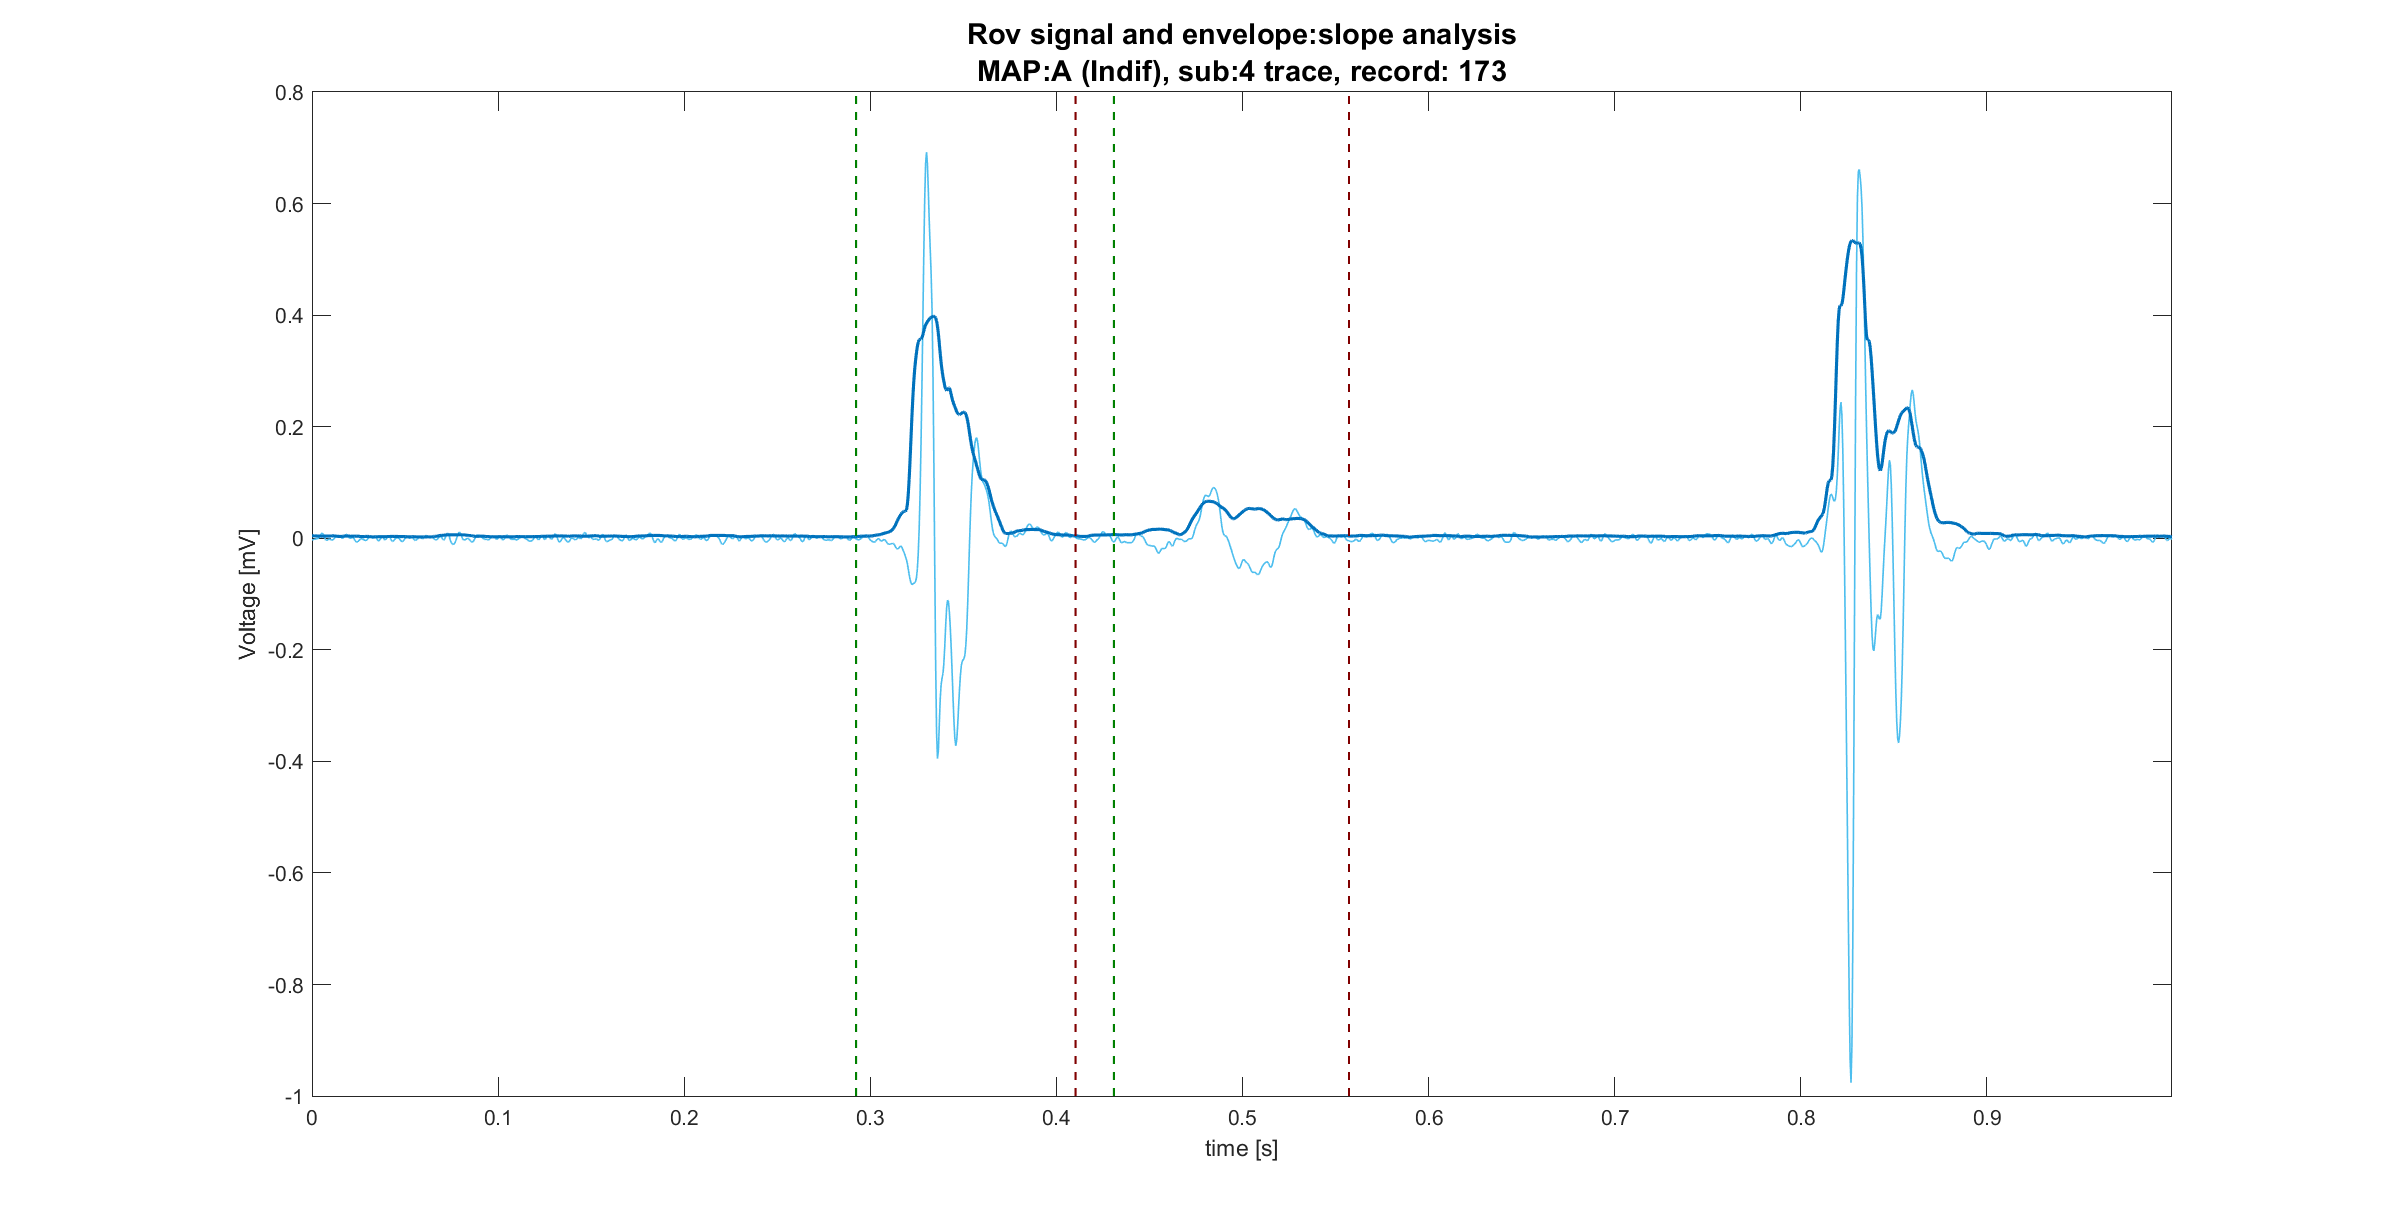 Rov signal and envelope:slope analysis
MAP:A (Indif), sub:4 trace, record: 173
0.8
0.6
0.4
0.2
0
-0.2
-0.4
-0.6
-0.8
-1
Voltage [mV]
0 0.1 0.2 0.3 0.4 0.5 0.6 0.7 0.8 0.9
time [s]